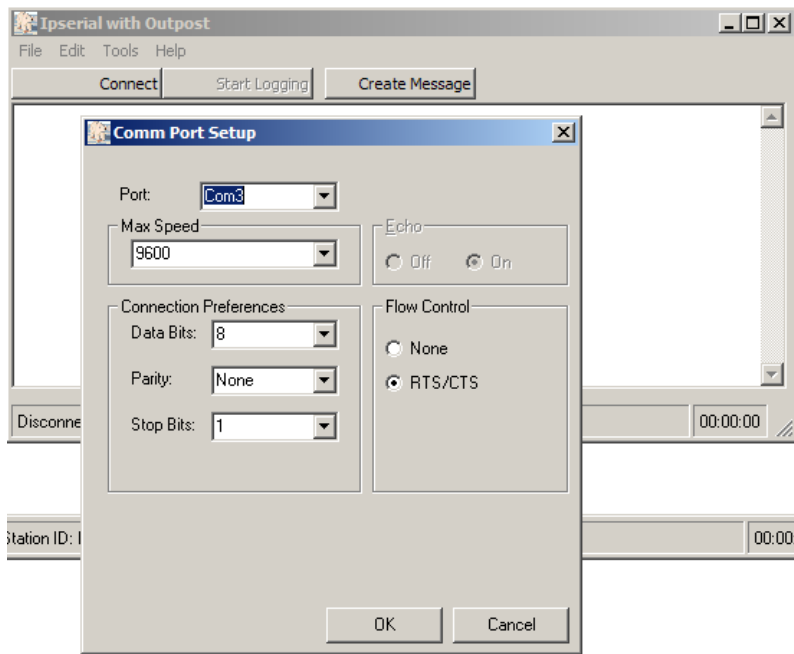 Ipserial with Outpost
File Edit Tools Help
Connect Start Logging Create Message
Comm Port Setup
Port: Com3
Max Speed
9600
Echo
Off On
Connection Preferences
Data Bits: 8
Parity: None
Stop Bits: 1
Flow Control
None
RTS/CTS
Disconne
00:00:00
Station ID:
00:00
OK Cancel